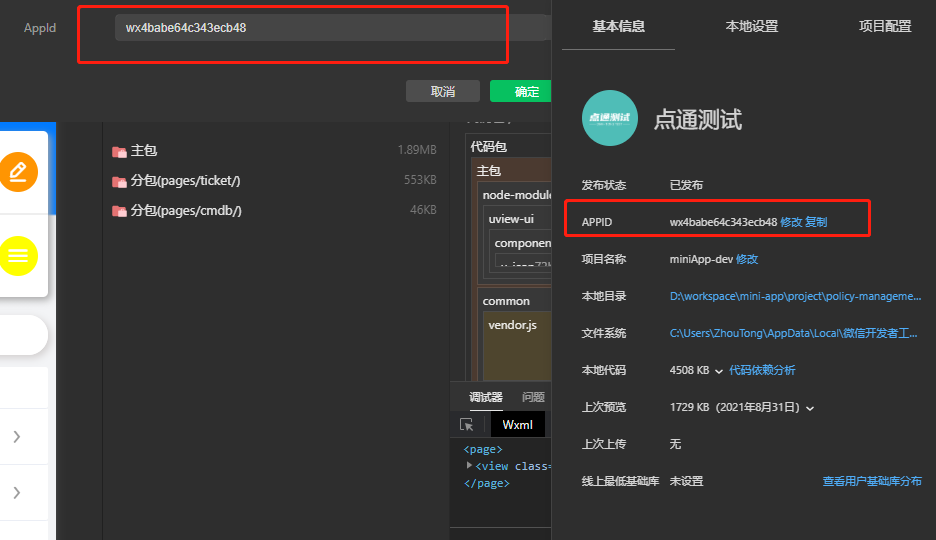 AppId
wx4babe64c343ecb48
取消
确定
主包
1.89MB
分包(pages/ticket/)
553KB
分包(pages/cmdb/)
46KB
代码包
主包
node-module
uview-ui
componen
common
vendor.js
调试器
问题
Wxml
<page>
<view class=
</page>
基本信息
本地设置
项目配置
点通测试
点通测试
发布状态
已发布
APPID
wx4babe64c343ecb48 修改 复制
项目名称
miniApp-dev 修改
本地目录
D:\workspace\mini-app\project\policy-manageme...
文件系统
C:\Users\ZhouTong\AppData\Local\微信开发者工...
本地代码
4508 KB 代码依赖分析
上次预览
1729 KB（2021年8月31日）
上次上传
无
线上最低基础库
未设置
查看用户基础库分布